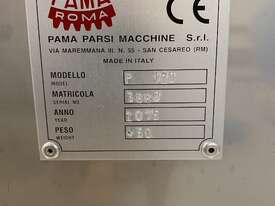 PAMA
ROMA
CE
PAMA PARSI MACCHINE S.r.l.
VIA MAREMMANA III. N. 55 - SAN CESAREO (RM)
MADE IN ITALY
MODELLO
MODEL
P
MATRICOLA
SERIAL NO.
ANNO
YEAR
PESO
WEIGHT